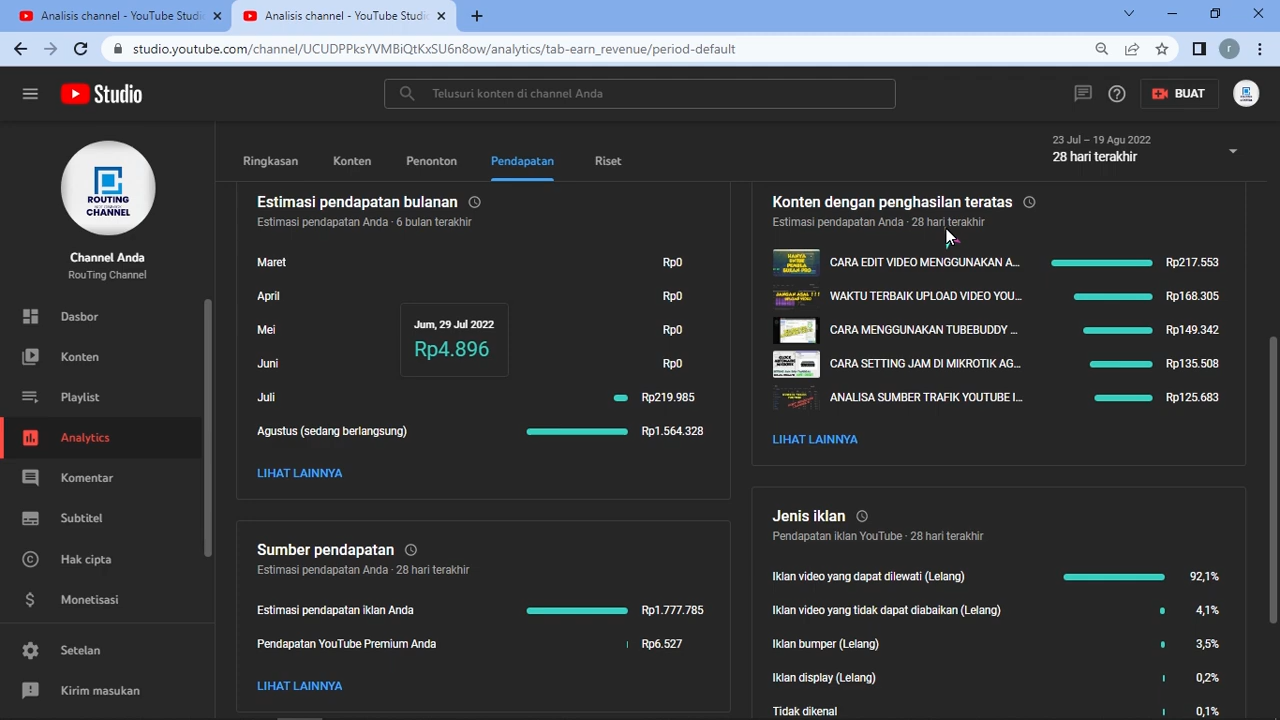 Analisis channel - YouTube Studi
Analisis channel - YouTube Studi
studio.youtube.com/channel/UCUDPPksYVMBiQtKxSU6n8ow/analytics/tab-earn_revenue/period-default
r
Studio
Telusuri konten di channel Anda
BUAT
ROUTING
CHANNEL
Channel Anda
RouTing Channel
Dasbor
Konten
Playlist
Analytics
Komentar
Subtitel
Hak cipta
Monetisasi
Setelan
Kirim masukan
Ringkasan
Konten
Penonton
Pendapatan
Riset
23 Jul – 19 Agu 2022
28 hari terakhir
Estimasi pendapatan bulanan
Estimasi pendapatan Anda · 6 bulan terakhir
Maret Rp0
April Rp0
Mei Rp0
Juni Rp0
Juli Rp219.985
Agustus (sedang berlangsung) Rp1.564.328
LIHAT LAINNYA
Jum, 29 Jul 2022
Rp4.896
Sumber pendapatan
Estimasi pendapatan Anda · 28 hari terakhir
Estimasi pendapatan iklan Anda Rp1.777.785
Pendapatan YouTube Premium Anda Rp6.527
LIHAT LAINNYA
Konten dengan penghasilan teratas
Estimasi pendapatan Anda · 28 hari terakhir
CARA EDIT VIDEO MENGGUNAKAN A... Rp217.553
WAKTU TERBAIK UPLOAD VIDEO YOU... Rp168.305
CARA MENGGUNAKAN TUBEBUDDY ... Rp149.342
CARA SETTING JAM DI MIKROTIK AG... Rp135.508
ANALISA SUMBER TRAFIK YOUTUBE I... Rp125.683
LIHAT LAINNYA
Jenis iklan
Pendapatan iklan YouTube · 28 hari terakhir
Iklan video yang dapat dilewati (Lelang) 92,1%
Iklan video yang tidak dapat diabaikan (Lelang) 4,1%
Iklan bumper (Lelang) 3,5%
Iklan display (Lelang) 0,2%
Tidak dikenal 0,1%